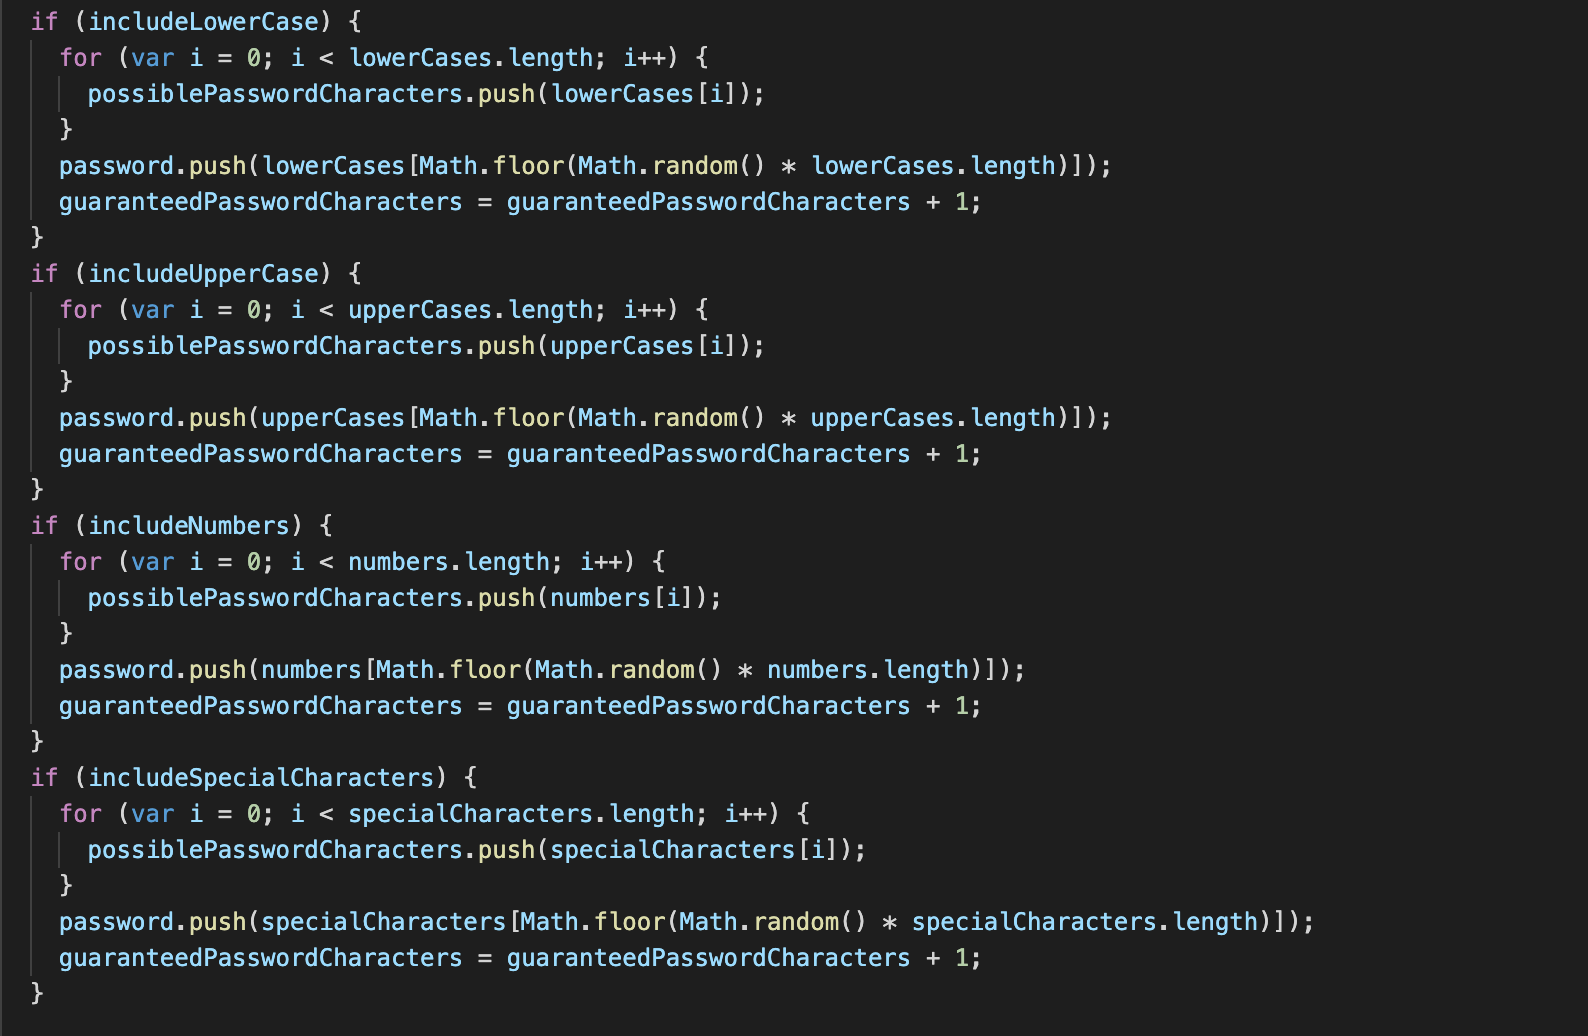 if (includeLowerCase) {
  for (var i = 0; i < lowerCases.length; i++) {
    possiblePasswordCharacters.push(lowerCases[i]);
  }
  password.push(lowerCases[Math.floor(Math.random() * lowerCases.length)]);
  guaranteedPasswordCharacters = guaranteedPasswordCharacters + 1;
}
if (includeUpperCase) {
  for (var i = 0; i < upperCases.length; i++) {
    possiblePasswordCharacters.push(upperCases[i]);
  }
  password.push(upperCases[Math.floor(Math.random() * upperCases.length)]);
  guaranteedPasswordCharacters = guaranteedPasswordCharacters + 1;
}
if (includeNumbers) {
  for (var i = 0; i < numbers.length; i++) {
    possiblePasswordCharacters.push(numbers[i]);
  }
  password.push(numbers[Math.floor(Math.random() * numbers.length)]);
  guaranteedPasswordCharacters = guaranteedPasswordCharacters + 1;
}
if (includeSpecialCharacters) {
  for (var i = 0; i < specialCharacters.length; i++) {
    possiblePasswordCharacters.push(specialCharacters[i]);
  }
  password.push(specialCharacters[Math.floor(Math.random() * specialCharacters.length)]);
  guaranteedPasswordCharacters = guaranteedPasswordCharacters + 1;
}